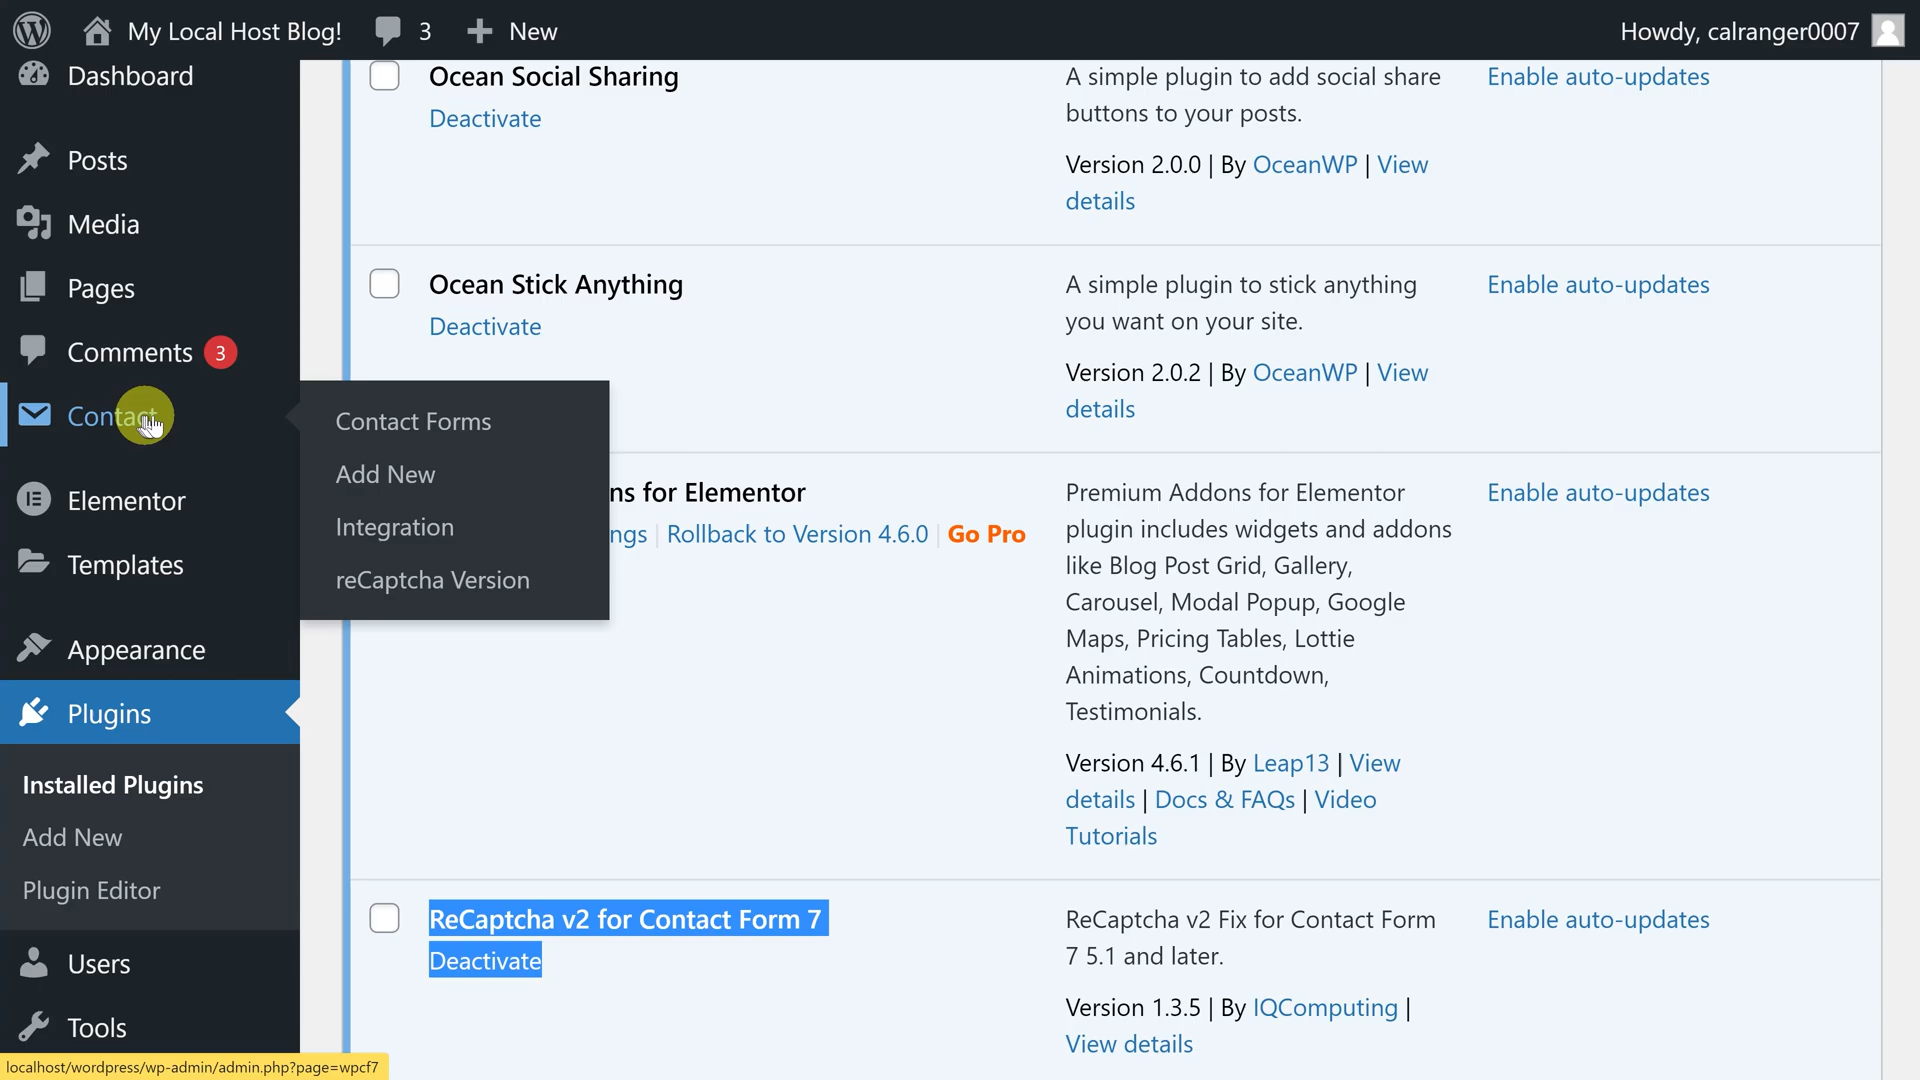 My Local Host Blog!
3
New
Howdy, calranger0007
Dashboard
Posts
Media
Pages
Comments 3
Contact
Elementor
Templates
Appearance
Plugins
Installed Plugins
Add New
Plugin Editor
Users
Tools
Contact Forms
Add New
Integration
reCaptcha Version
Ocean Social Sharing
Deactivate
A simple plugin to add social share
buttons to your posts.
Version 2.0.0 | By OceanWP | View
details
Enable auto-updates
Ocean Stick Anything
Deactivate
A simple plugin to stick anything
you want on your site.
Version 2.0.2 | By OceanWP | View
details
Enable auto-updates
ns for Elementor
ngs | Rollback to Version 4.6.0 | Go Pro
Premium Addons for Elementor
plugin includes widgets and addons
like Blog Post Grid, Gallery,
Carousel, Modal Popup, Google
Maps, Pricing Tables, Lottie
Animations, Countdown,
Testimonials.
Version 4.6.1 | By Leap13 | View
details | Docs & FAQs | Video
Tutorials
Enable auto-updates
ReCaptcha v2 for Contact Form 7
Deactivate
ReCaptcha v2 Fix for Contact Form
7 5.1 and later.
Version 1.3.5 | By IQComputing |
View details
Enable auto-updates
localhost/wordpress/wp-admin/admin.php?page=wpcf7